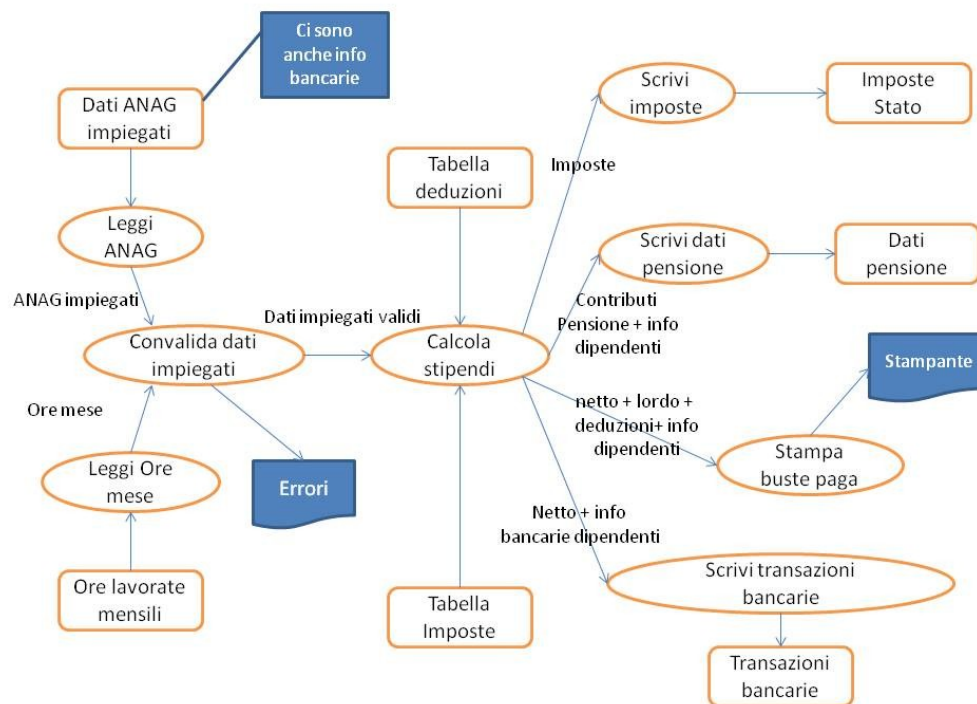 Ci sono
anche info
bancarie
Dati ANAG
impiegati
Scrivi
imposte
Imposte
Stato
Tabella
deduzioni
Imposte
Leggi
ANAG
Scrivi dati
pensione
Dati
pensione
ANAG impiegati
Contributi
Pensione + info
dipendenti
Dati impiegati validi
Convalida dati
impiegati
Calcola
stipendi
Stampante
Ore mese
netto + lordo +
deduzioni+ info
dipendenti
Leggi Ore
mese
Errori
Stampa
buste paga
Netto + info
bancarie dipendenti
Ore lavorate
mensili
Tabella
Imposte
Scrivi transazioni
bancarie
Transazioni
bancarie